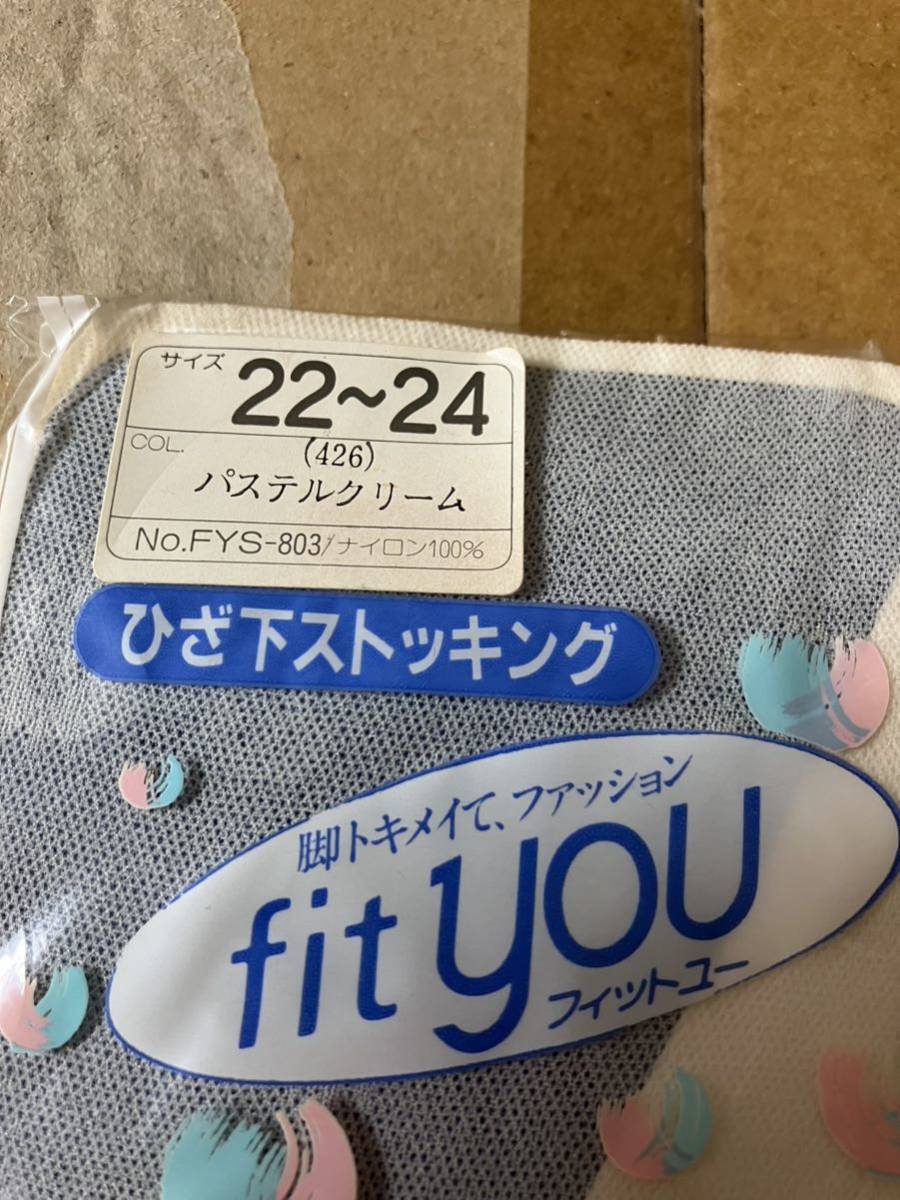 サイズ 22~24
COL. (426)
パステルクリーム
No.FYS-803/ナイロン100%
ひざ下ストッキング
脚トキメイて、ファッション
fit you
フィットユー